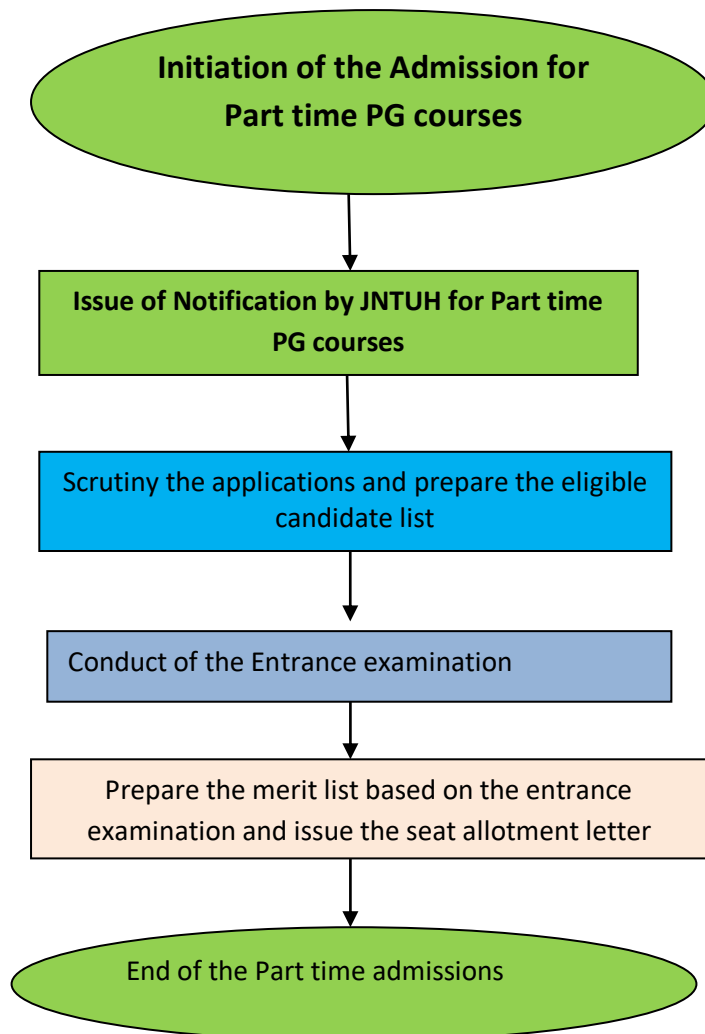 Initiation of the Admission for
Part time PG courses
Issue of Notification by JNTUH for Part time
PG courses
Scrutiny the applications and prepare the eligible
candidate list
Conduct of the Entrance examination
Prepare the merit list based on the entrance
examination and issue the seat allotment letter
End of the Part time admissions